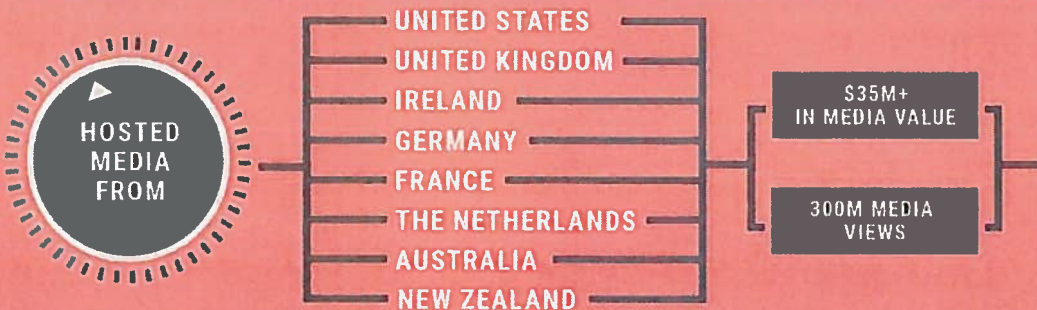 HOSTED
MEDIA
FROM
UNITED STATES
UNITED KINGDOM
IRELAND
GERMANY
FRANCE
THE NETHERLANDS
AUSTRALIA
NEW ZEALAND
$35M+
IN MEDIA VALUE
300M MEDIA
VIEWS